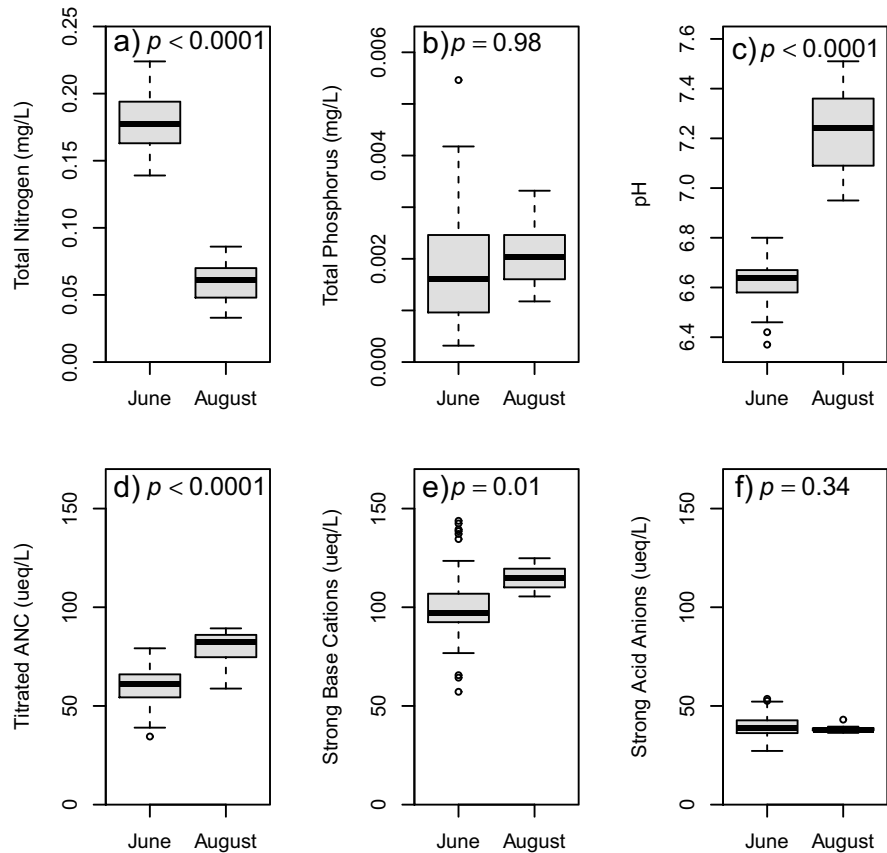 a) p < 0.0001
Total Nitrogen (mg/L)
0.25
0.20
0.15
0.10
0.05
0.00
June August
b) p = 0.98
Total Phosphorus (mg/L)
0.006
0.004
0.002
0.000
June August
c) p < 0.0001
pH
7.6
7.4
7.2
7.0
6.8
6.6
6.4
June August
d) p < 0.0001
Titrated ANC (ueq/L)
150
100
50
0
June August
e) p = 0.01
Strong Base Cations (ueq/L)
150
100
50
0
June August
f) p = 0.34
Strong Acid Anions (ueq/L)
150
100
50
0
June August